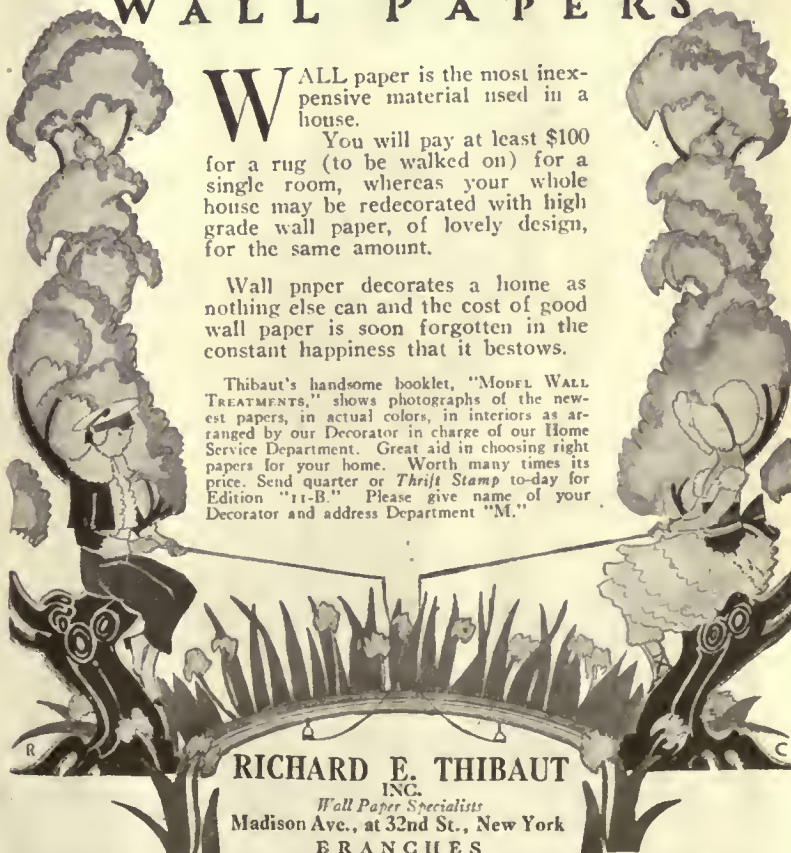 WALL PAPERS
WALL paper is the most inex-
pensive material used in a
house.
You will pay at least $100
for a rug (to be walked on) for a
single room, whereas your whole
house may be redecorated with high
grade wall paper, of lovely design,
for the same amount.
Wall paper decorates a home as
nothing else can and the cost of good
wall paper is soon forgotten in the
constant happiness that it bestows.
Thibaut's handsome booklet, "MODEL WALL
TREATMENTS," shows photographs of the new-
est papers, in actual colors, in interiors as ar-
ranged by our Decorator in charge of our Home
Service Department. Great aid in choosing right
papers for your home. Worth many times its
price. Send quarter or Thrift Stamp to-day for
Edition "11-B." Please give name of your
Decorator and address Department "M."
R C
RICHARD E. THIBAUT
INC.
Wall Paper Specialists
Madison Ave., at 32nd St., New York
BRANCHES